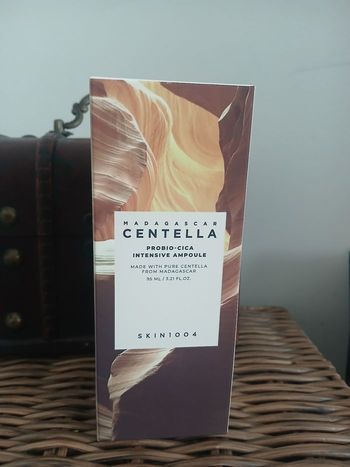 MADAGASCAR
CENTELLA
PROBIO-CICA
INTENSIVE AMPOULE
MADE WITH PURE CENTELLA
FROM MADAGASCAR
95 ML / 3.21 FL.OZ.
SKIN1004